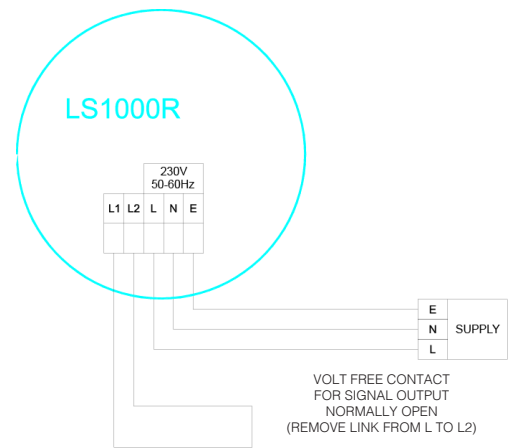 LS1000R
230V
50-60Hz
L1 L2 L N E
E
N SUPPLY
L
VOLT FREE CONTACT
FOR SIGNAL OUTPUT
NORMALLY OPEN
(REMOVE LINK FROM L TO L2)